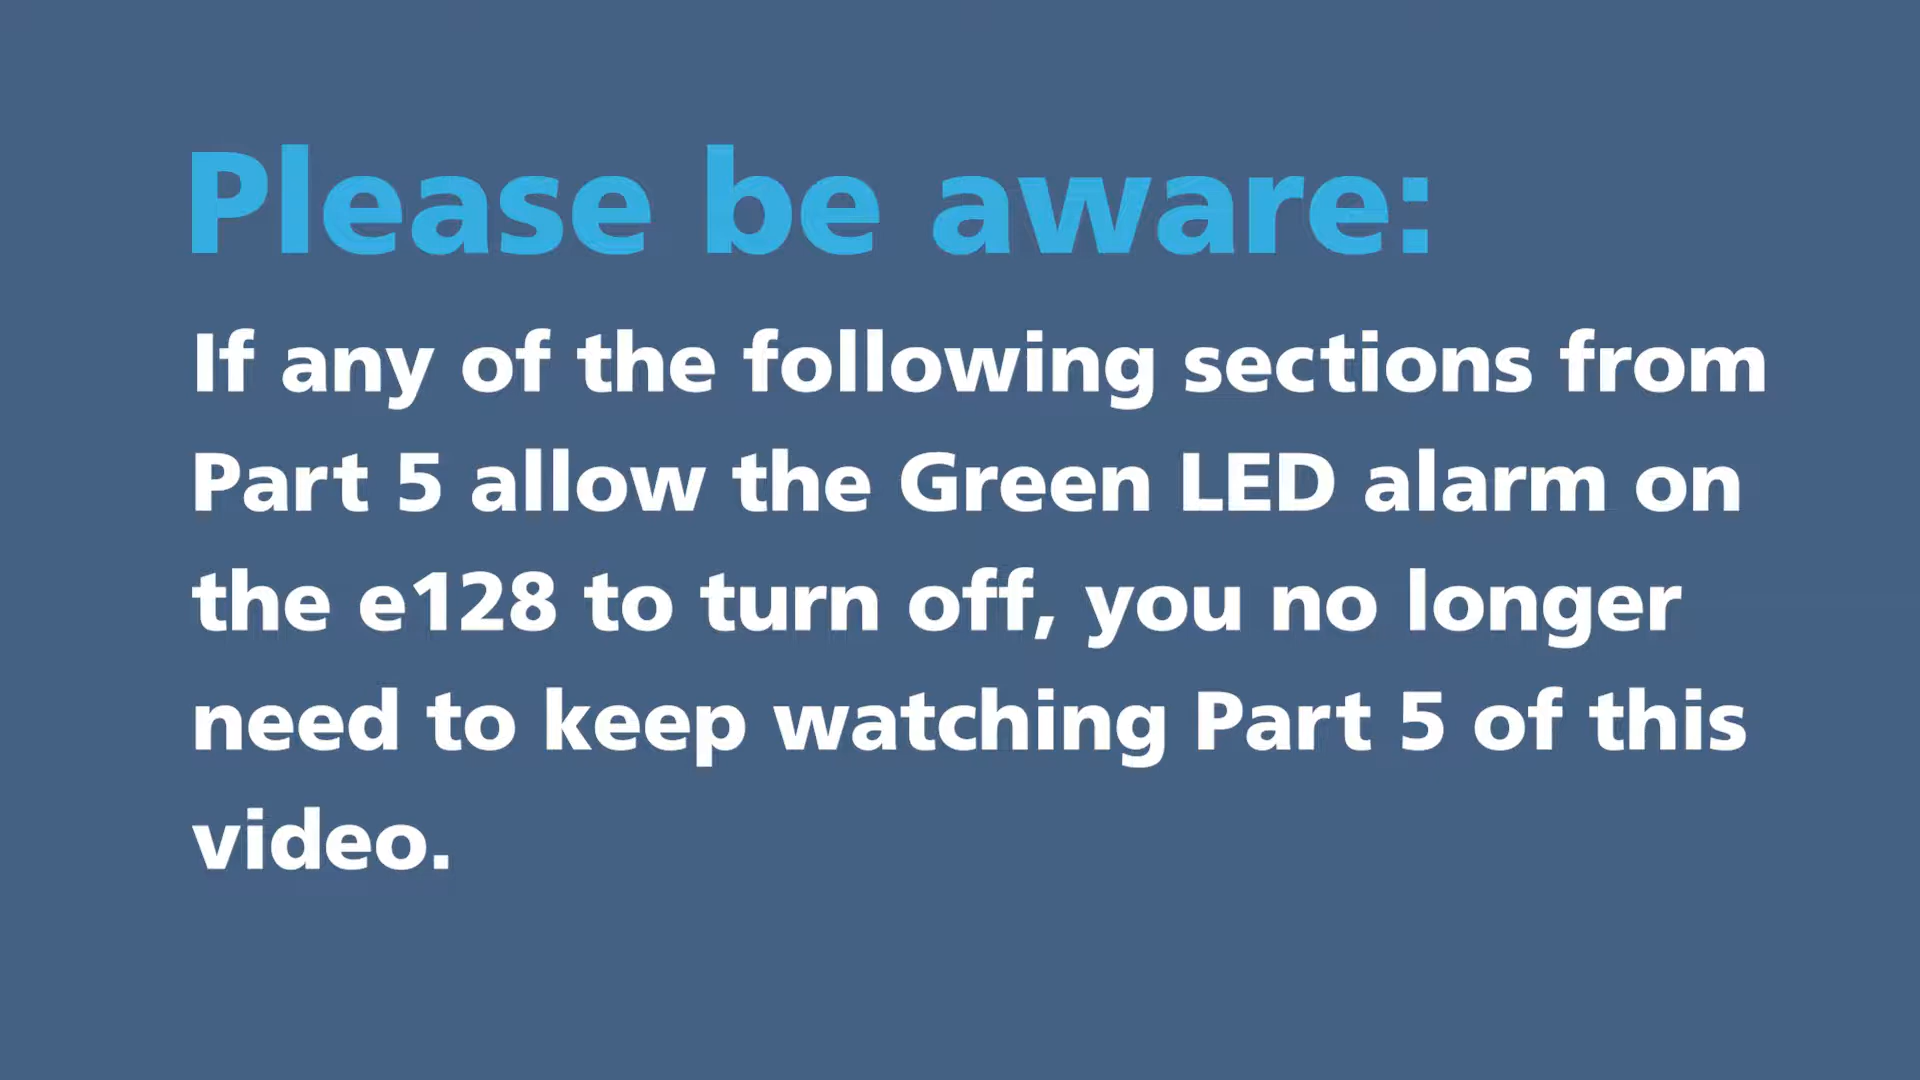 Please be aware:
If any of the following sections from
Part 5 allow the Green LED alarm on
the e128 to turn off, you no longer
need to keep watching Part 5 of this
video.